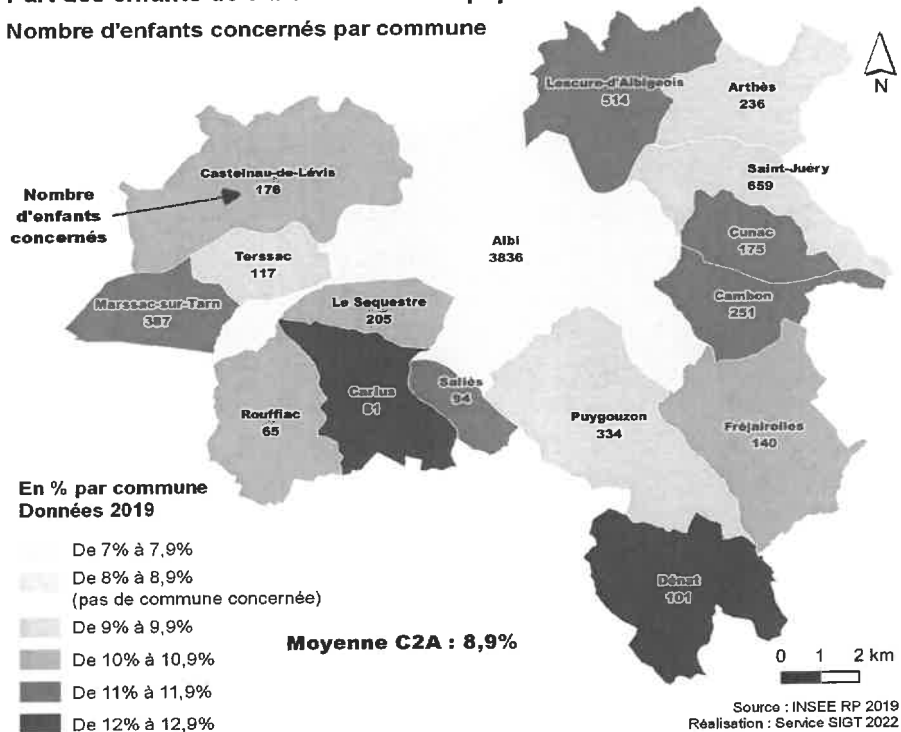 Nombre d'enfants concernés par commune
N
Lescure-d'Albigeois
514
Arthès
236
Castelnau-de-Lévis
178
Saint-Juéry
659
Nombre
d'enfants
concernés
Albi
3836
Cunac
175
Terssac
117
Marssac-sur-Tarn
387
Cambon
251
Le Sequestre
205
Carlus
81
Saliès
94
Rouffiac
65
Puygouzon
334
Fréjairolles
140
En % par commune
Données 2019
De 7% à 7,9%
De 8% à 8,9%
(pas de commune concernée)
De 9% à 9,9%
De 10% à 10,9%
De 11% à 11,9%
De 12% à 12,9%
Moyenne C2A : 8,9%
Dénat
101
0 1 2 km
Source : INSEE RP 2019
Réalisation : Service SIGT 2022